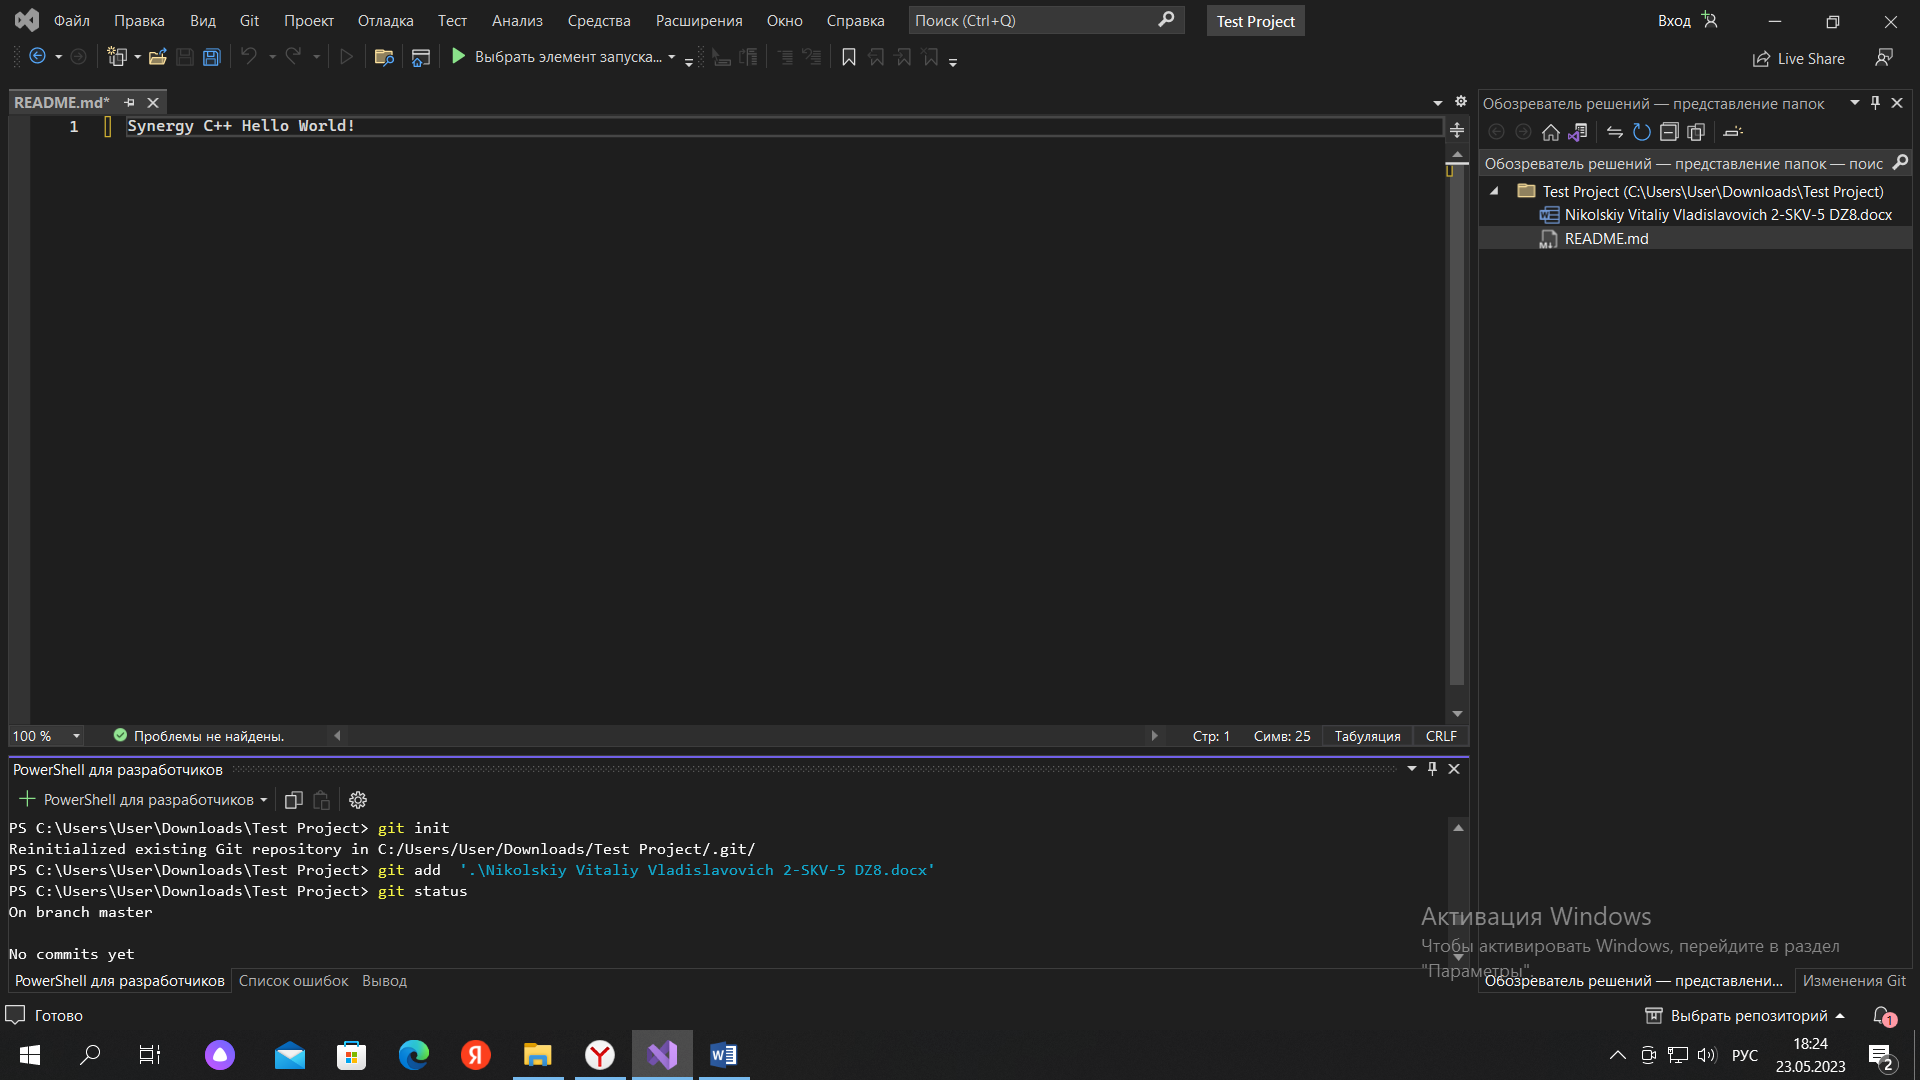 Файл Правка Вид Git Проект Отладка Тест Анализ Средства Расширения Окно Справка Поиск (Ctrl+Q) Test Project Вход
Выбрать элемент запуска... Live Share
README.md*
1 Synergy C++ Hello World!
100 % Проблемы не найдены. Стр: 1 Симв: 25 Табуляция CRLF
PowerShell для разработчиков
PowerShell для разработчиков
PS C:\Users\User\Downloads\Test Project> git init
Reinitialized existing Git repository in C:/Users/User/Downloads/Test Project/.git/
PS C:\Users\User\Downloads\Test Project> git add  '.\Nikolskiy Vitaliy Vladislavovich 2-SKV-5 DZ8.docx'
PS C:\Users\User\Downloads\Test Project> git status
On branch master
No commits yet
PowerShell для разработчиков Список ошибок Вывод
Обозреватель решений — представление папок
Обозреватель решений — представление папок — поис
Test Project (C:\Users\User\Downloads\Test Project)
Nikolskiy Vitaliy Vladislavovich 2-SKV-5 DZ8.docx
README.md
Активация Windows
Чтобы активировать Windows, перейдите в раздел
"Параметры".
Обозреватель решений — представлени... Изменения Git
Готово Выбрать репозиторий 1
РУС 18:24
23.05.2023 2